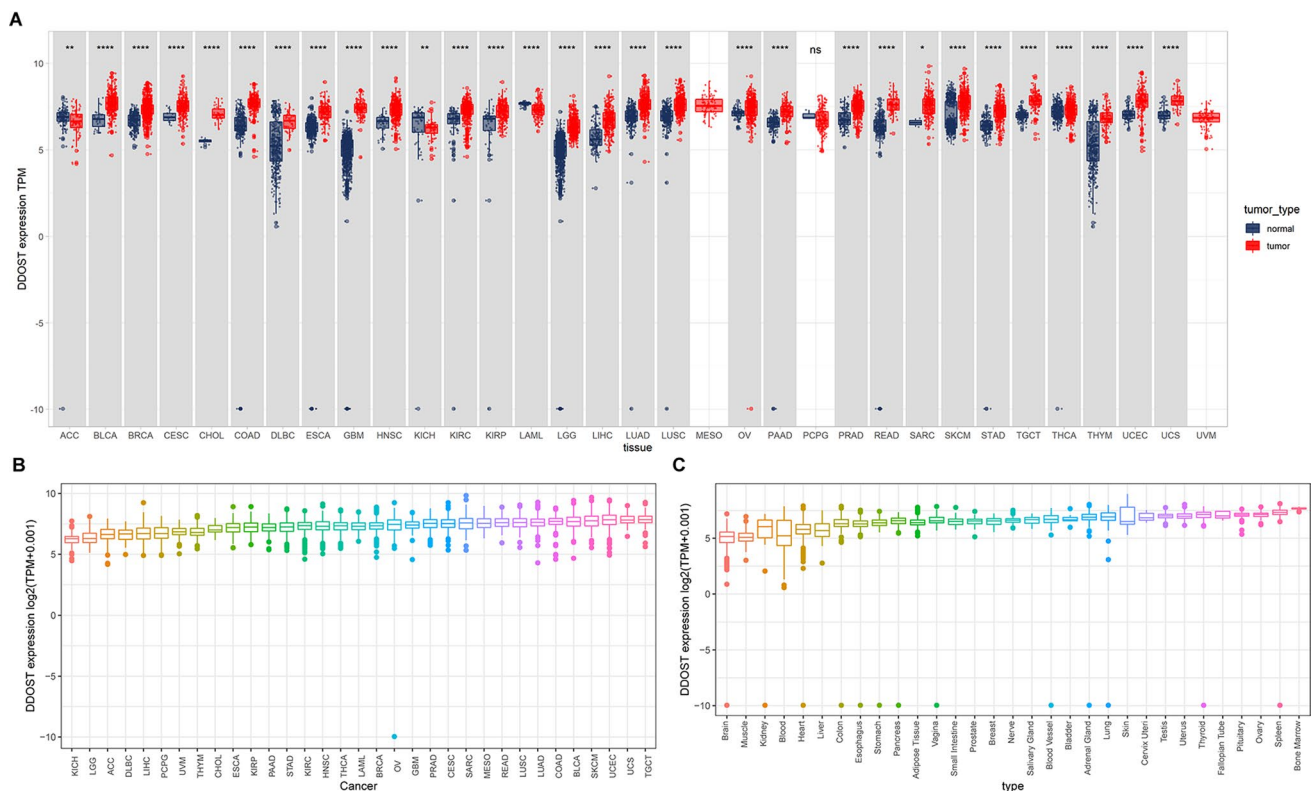 A
** **** **** **** **** **** **** **** **** **** ** **** **** **** **** **** **** **** **** **** ns **** **** * **** **** **** **** **** **** ****
10
5
0
-5
-10
DDOST expression TPM
ACC BLCA BRCA CESC CHOL COAD DLBC ESCA GBM HNSC KICH KIRC KIRP LAML LGG LIHC LUAD LUSC MESO OV PAAD PCPG PRAD READ SARC SKCM STAD TGCT THCA THYM UCEC UCS UVM
tissue
tumor_type
normal
tumor
B
10
5
0
−5
−10
DDOST expression log2(TPM+0.001)
KICH LGG ACC DLBC LIHC PCPG UVM THYM CHOL ESCA KIRP PAAD STAD KIRC HNSC THCA LAML BRCA OV GBM PRAD CESC SARC MESO READ LUSC LUAD COAD BLCA SKCM UCEC UCS TGCT
Cancer
C
5
0
−5
−10
DDOST expression log2(TPM+0.001)
Brain
Muscle
Kidney
Blood
Heart
Liver
Colon
Esophagus
Stomach
Pancreas
Adipose Tissue
Vagina
Small Intestine
Prostate
Breast
Nerve
Salivary Gland
Blood Vessel
Bladder
Adrenal Gland
Lung
Skin
Cervix Uteri
Testis
Uterus
Thyroid
Fallopian Tube
Pituitary
Ovary
Spleen
Bone Marrow
type